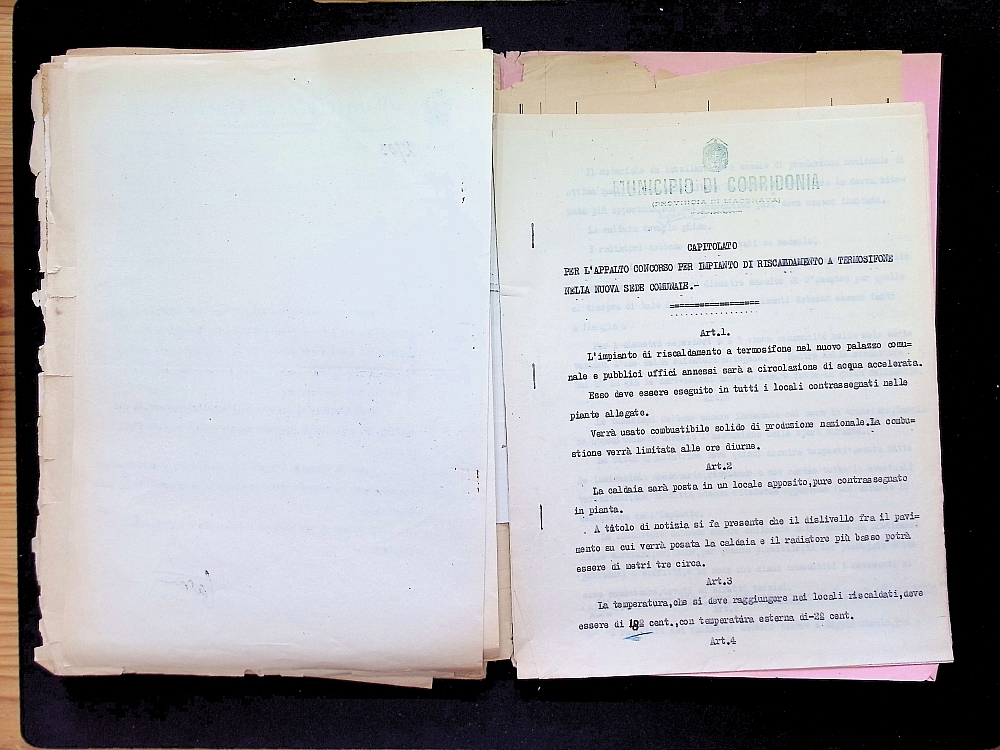 MUNICIPIO DI CORRIDONIA
(PROVINCIA DI MACERATA)
CAPITOLATO
PER L'APPALTO CONCORSO PER IMPIANTO DI RISCALDAMENTO A TERMOSIFONE
NELLA NUOVA SEDE COMUNALE.-
Art.1.
L'impianto di riscaldamento a termosifone nel nuovo palazzo comu=
nale e pubblici uffici annessi sarà a circolazione di acqua accelerata.
Esso deve essere eseguito in tutti i locali contrassegnati nelle
piante allegate.
Verrà usato combustibile solido di produzione nazionale.La combu=
stione verrà limitata alle ore diurne.
Art.2
La caldaia sarà posta in un locale apposito,pure contrassegnato
in pianta.
A titolo di notizia si fa presente che il dislivello fra il pavi=
mento su cui verrà posata la caldaia e il radiatore più basso potrà
essere di metri tre circa.
Art.3
La temperatura,che si deve raggiungere nei locali riscaldati,deve
essere di 18 cent.,con temperatura esterna di-22 cent.
Art.4